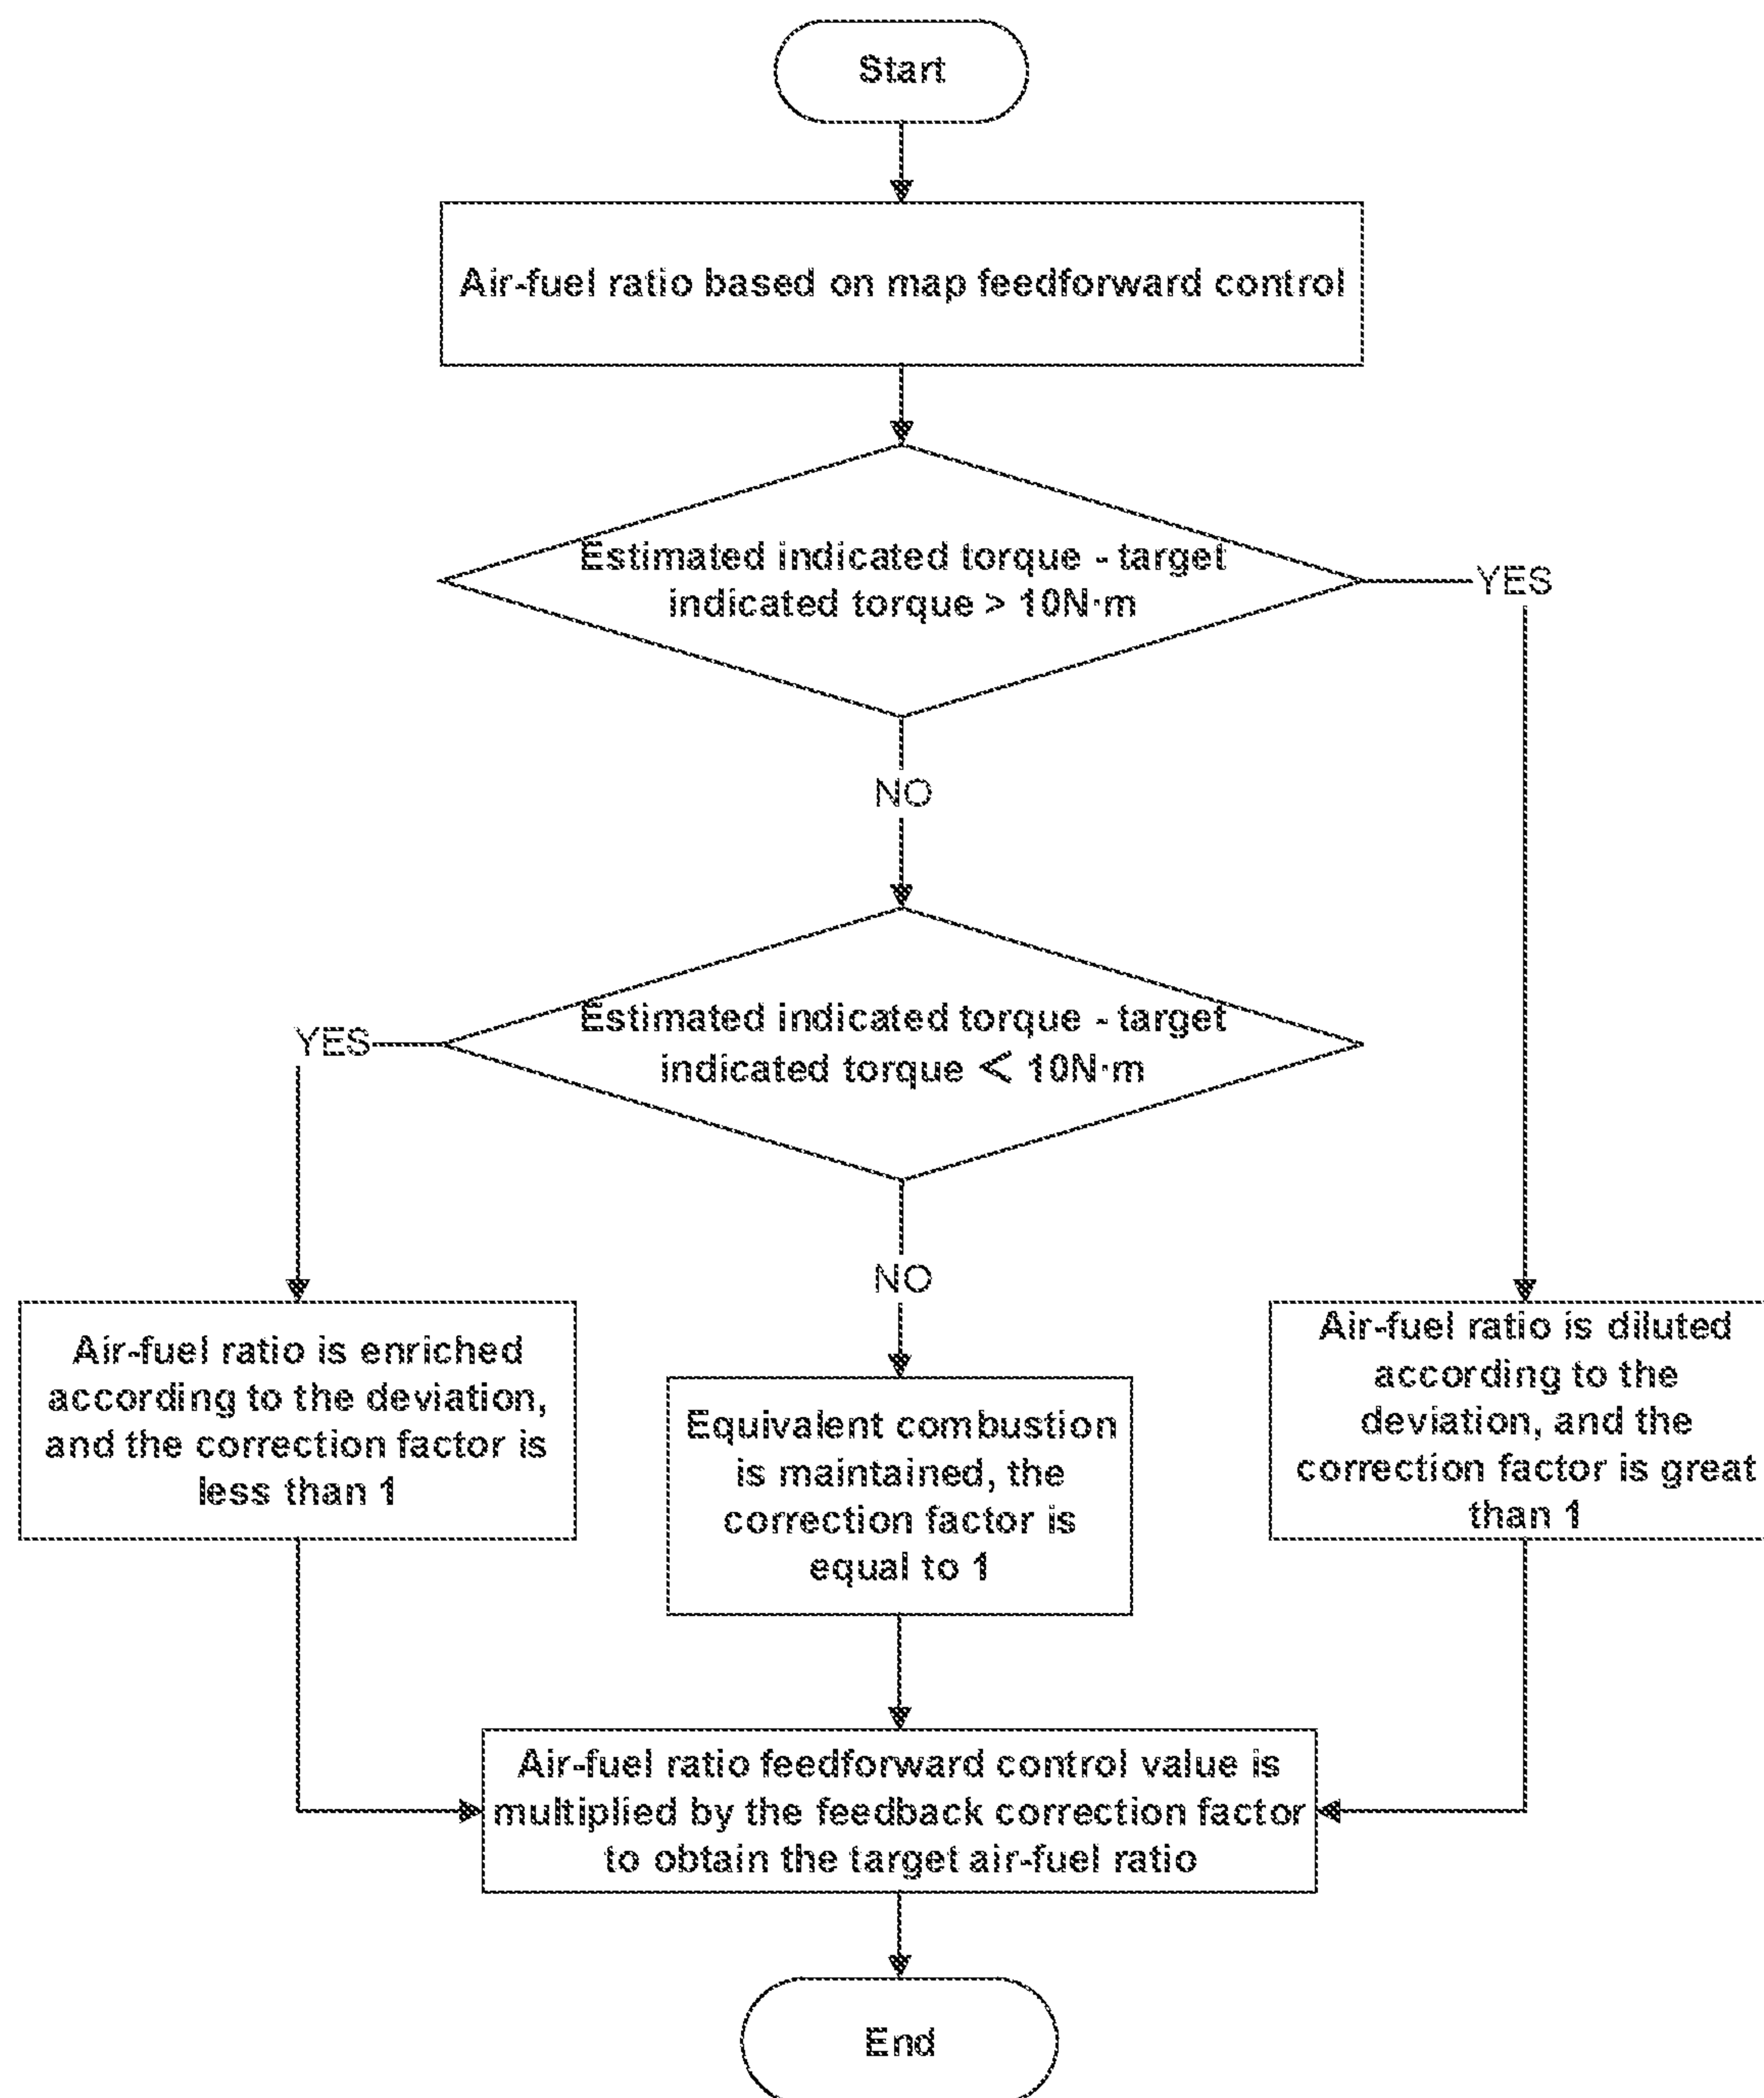 Start
Air-fuel ratio based on map feedforward control
Estimated indicated torque - target
indicated torque > 10N·m
YES
NO
Estimated indicated torque - target
indicated torque < 10N·m
YES
NO
Air-fuel ratio is enriched
according to the deviation,
and the correction factor is
less than 1
Equivalent combustion
is maintained, the
correction factor is
equal to 1
Air-fuel ratio is diluted
according to the
deviation, and the
correction factor is great
than 1
Air-fuel ratio feedforward control value is
multiplied by the feedback correction factor
to obtain the target air-fuel ratio
End